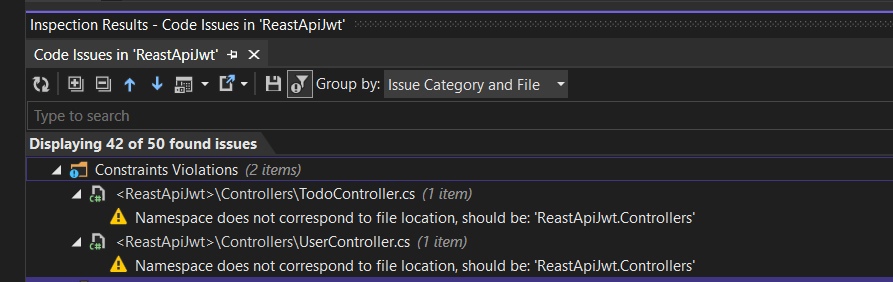 Inspection Results - Code Issues in 'ReastApiJwt'
Code Issues in 'ReastApiJwt'
Group by: Issue Category and File
Type to search
Displaying 42 of 50 found issues
Constraints Violations (2 items)
C# <ReastApiJwt>\Controllers\TodoController.cs (1 item)
Namespace does not correspond to file location, should be: 'ReastApiJwt.Controllers'
C# <ReastApiJwt>\Controllers\UserController.cs (1 item)
Namespace does not correspond to file location, should be: 'ReastApiJwt.Controllers'